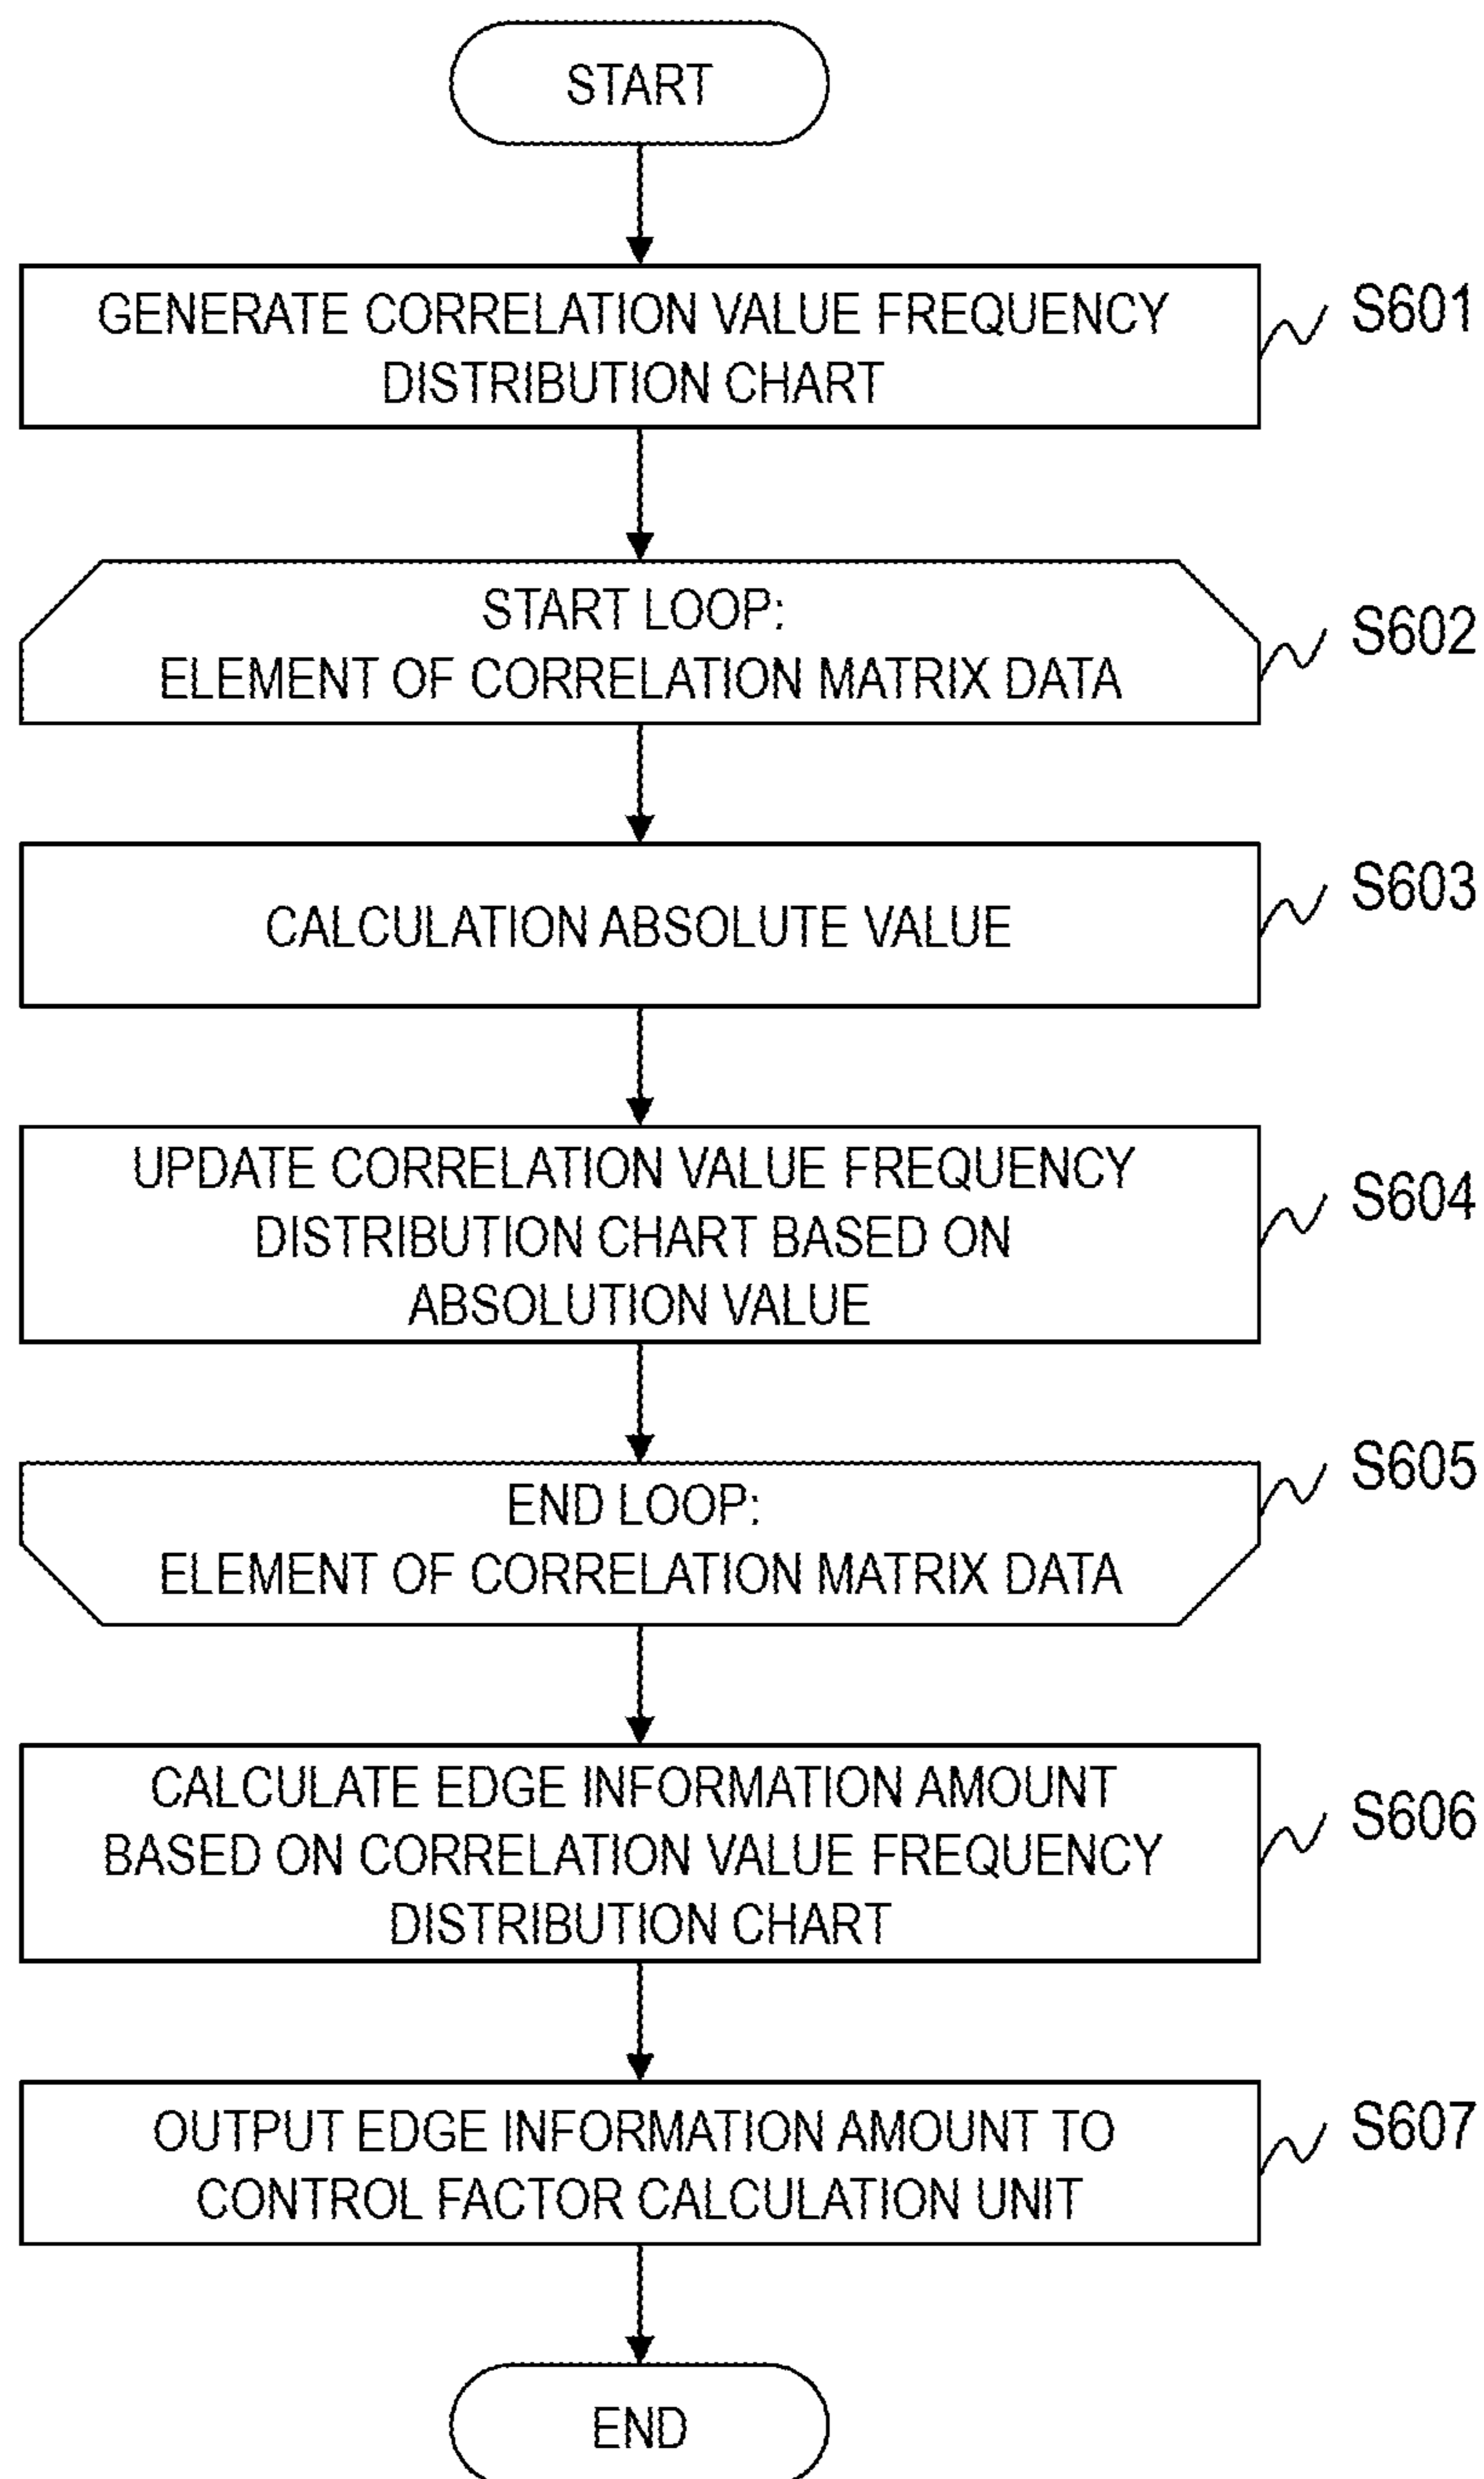 START
GENERATE CORRELATION VALUE FREQUENCY
DISTRIBUTION CHART
S601
START LOOP:
ELEMENT OF CORRELATION MATRIX DATA
S602
CALCULATION ABSOLUTE VALUE
S603
UPDATE CORRELATION VALUE FREQUENCY
DISTRIBUTION CHART BASED ON
ABSOLUTION VALUE
S604
END LOOP:
ELEMENT OF CORRELATION MATRIX DATA
S605
CALCULATE EDGE INFORMATION AMOUNT
BASED ON CORRELATION VALUE FREQUENCY
DISTRIBUTION CHART
S606
OUTPUT EDGE INFORMATION AMOUNT TO
CONTROL FACTOR CALCULATION UNIT
S607
END